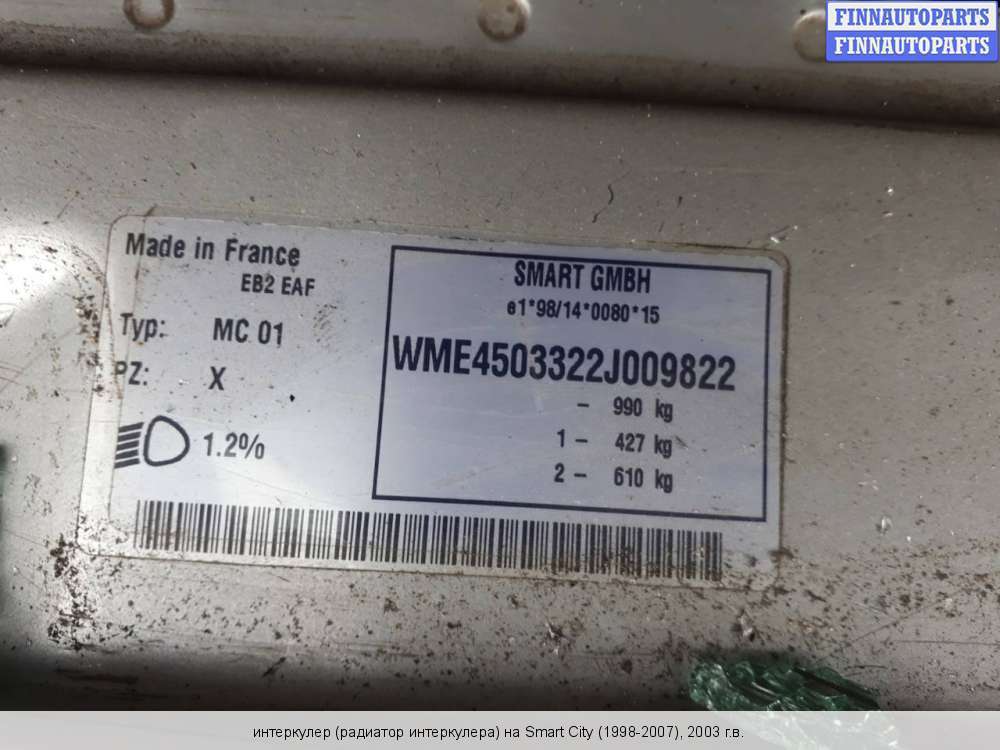 FINNAUTOPARTS
FINNAUTOPARTS
Made in France
EB2 EAF
Typ: MC 01
PZ: X
1.2%
SMART GMBH
e1*98/14*0080*15
WME4503322J009822
- 990 kg
1 - 427 kg
2 - 610 kg
интеркулер (радиатор интеркулера) на Smart City (1998-2007), 2003 г.в.